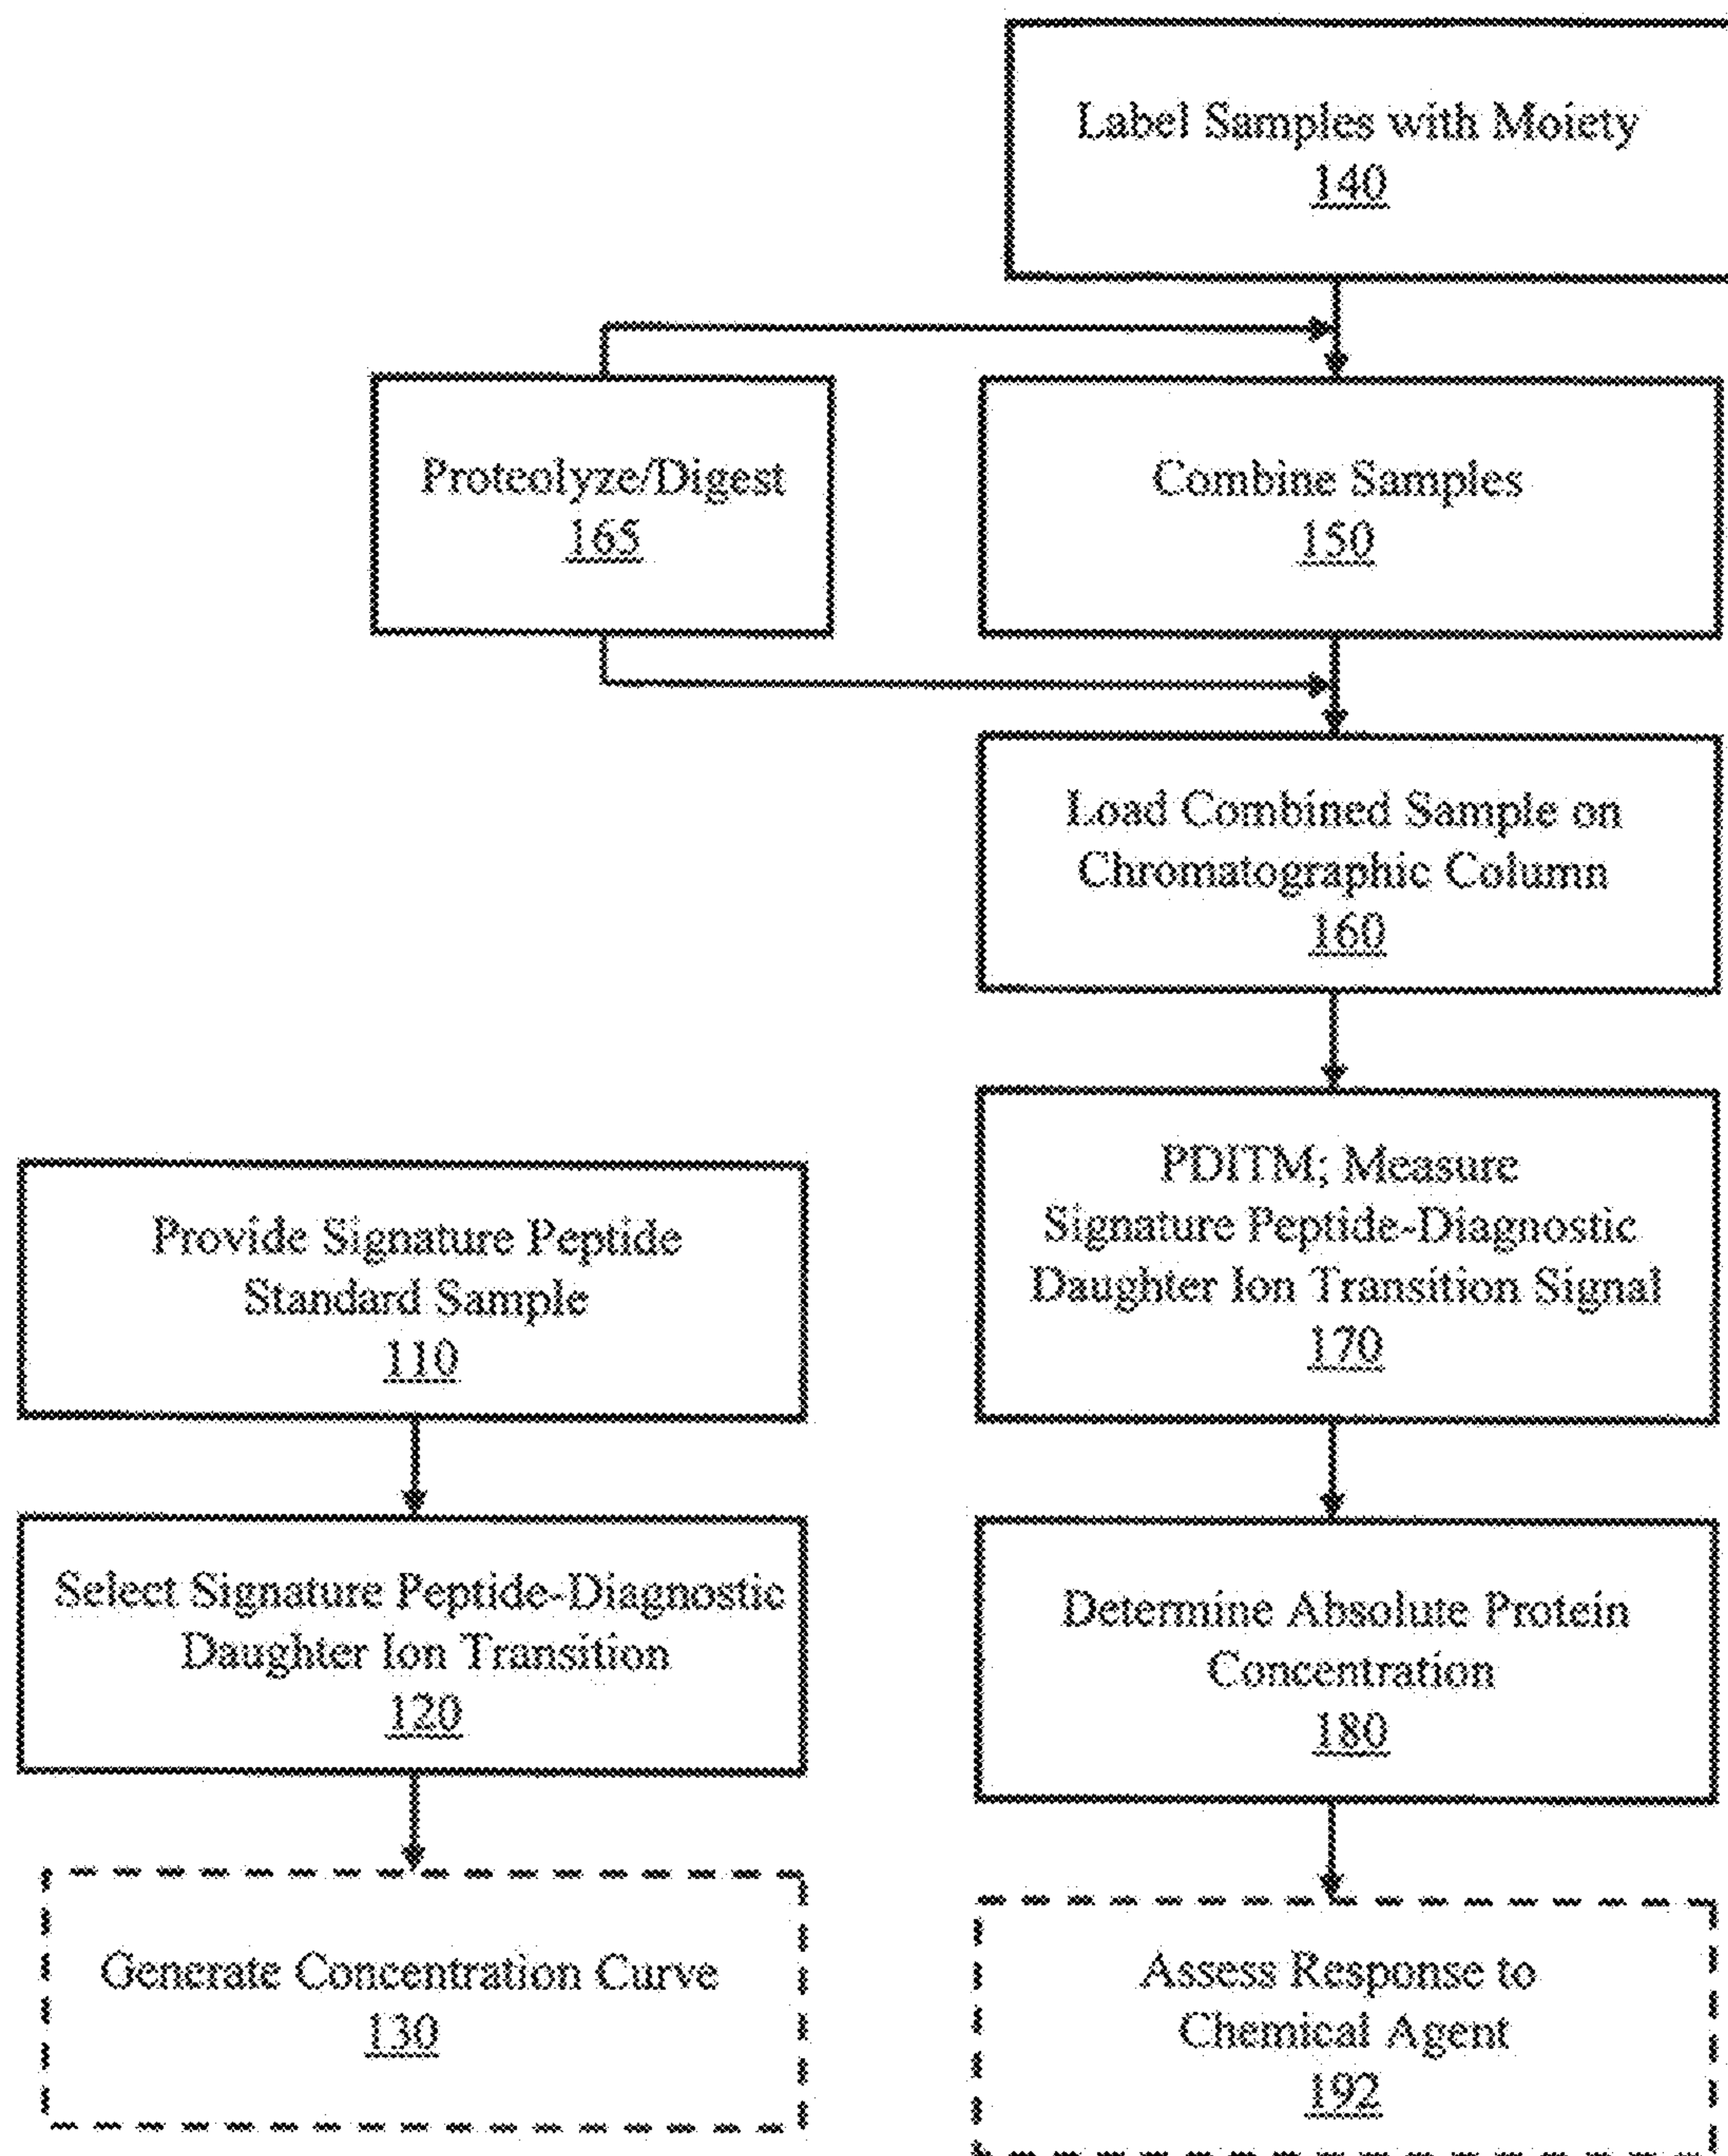 Label Samples with Moiety
140
Proteolyze/Digest
165
Combine Samples
150
Load Combined Sample on
Chromatographic Column
160
PDITM; Measure
Signature Peptide-Diagnostic
Daughter Ion Transition Signal
170
Provide Signature Peptide
Standard Sample
110
Select Signature Peptide-Diagnostic
Daughter Ion Transition
120
Determine Absolute Protein
Concentration
180
Generate Concentration Curve
130
Assess Response to
Chemical Agent
192